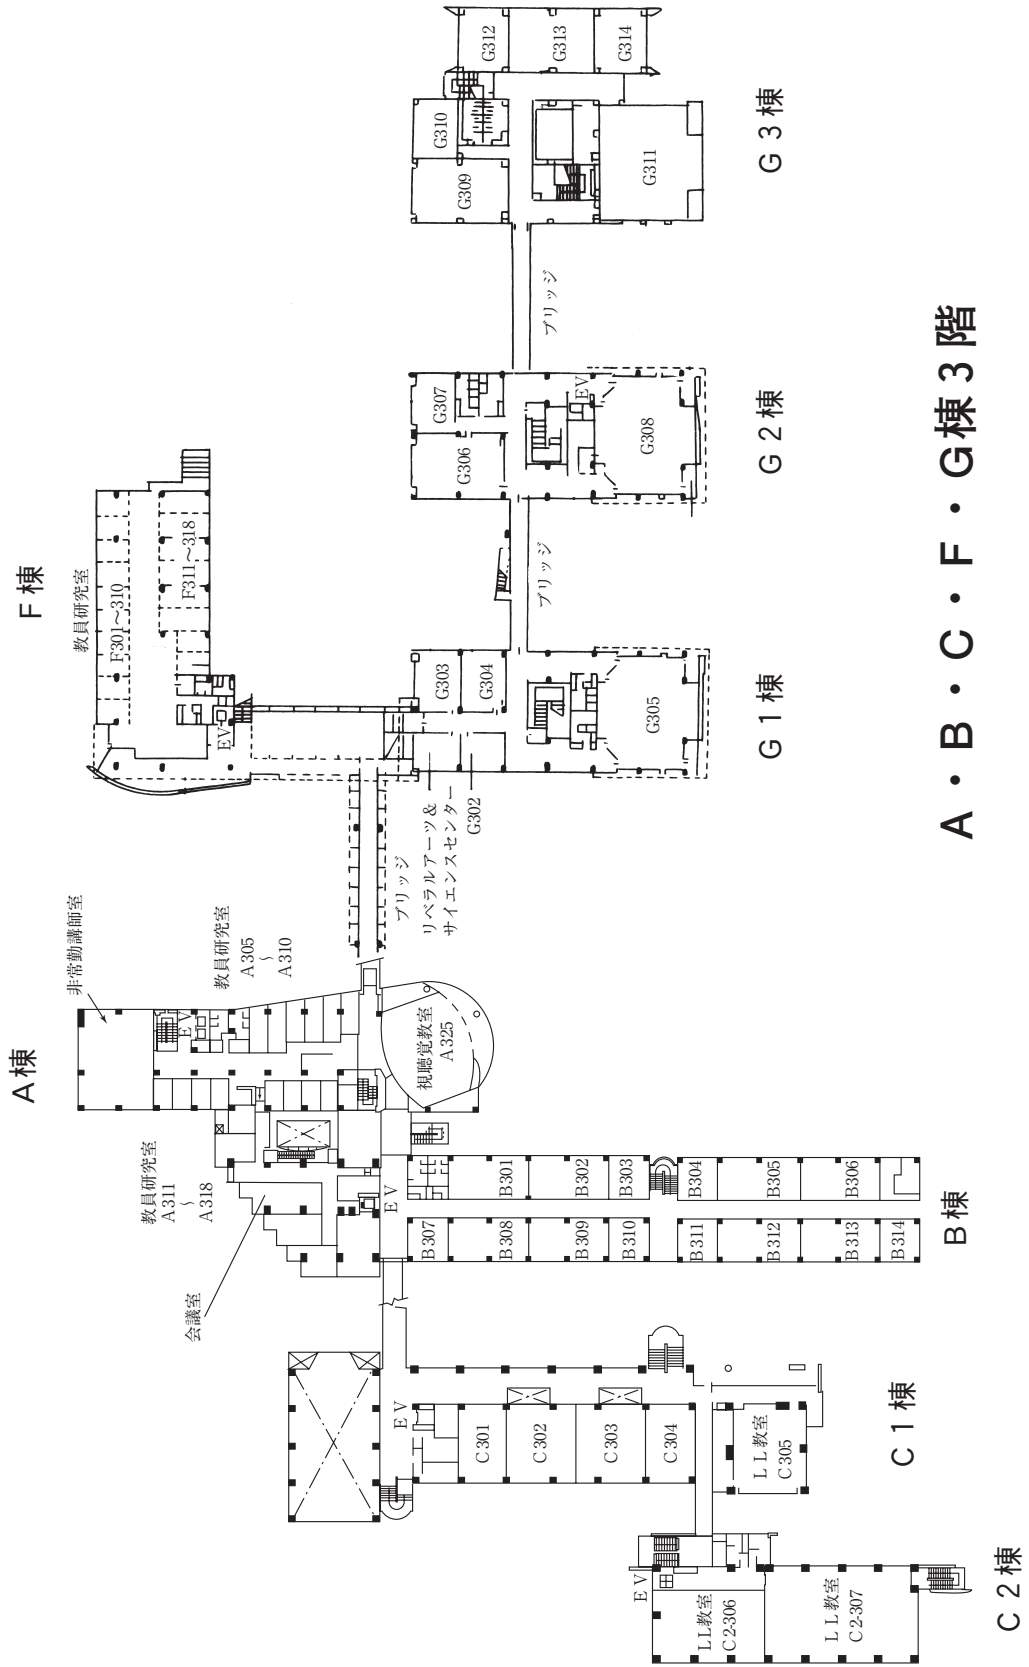 A・B・C・F・G棟3階
C2棟
EV
LL教室
C2-306
LL教室
C2-307
C1棟
EV
C301
C302
C303
C304
LL教室
C305
B棟
EV
B301
B302
B303
B304
B305
B306
B307
B308
B309
B310
B311
B312
B313
B314
A棟
非常勤講師室
EV
教員研究室
A305
〜
A310
教員研究室
A311
〜
A318
会議室
視聴覚教室
A325
ブリッジ
F棟
教員研究室
F301〜310
F311〜318
EV
G1棟
リベラルアーツ&
サイエンスセンター
G302
G303
G304
G305
ブリッジ
G2棟
G306
G307
EV
G308
ブリッジ
G3棟
G309
G310
G311
G312
G313
G314